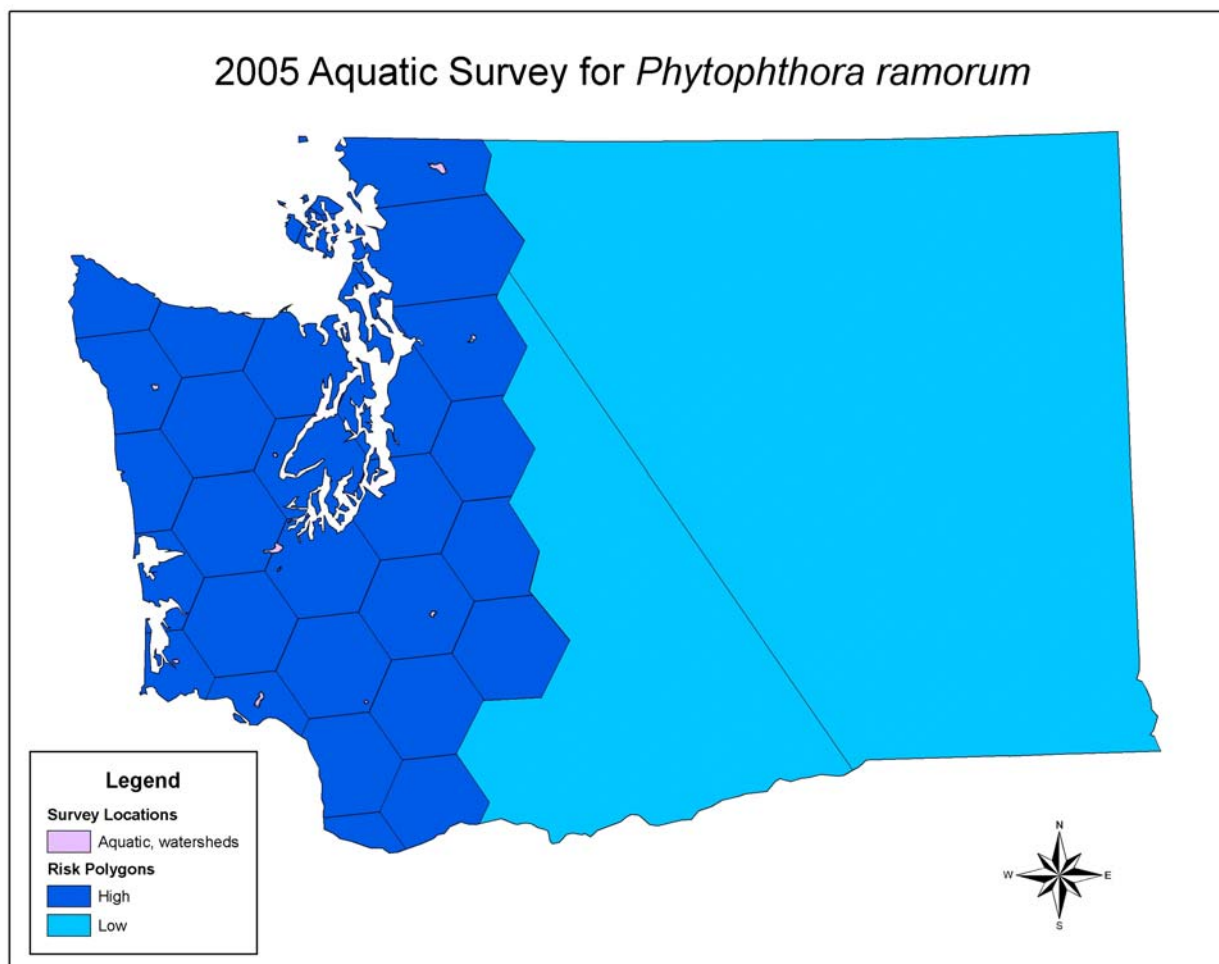 2005 Aquatic Survey for Phytophthora ramorum
Legend
Survey Locations
Aquatic, watersheds
Risk Polygons
High
Low
N
W
E
S